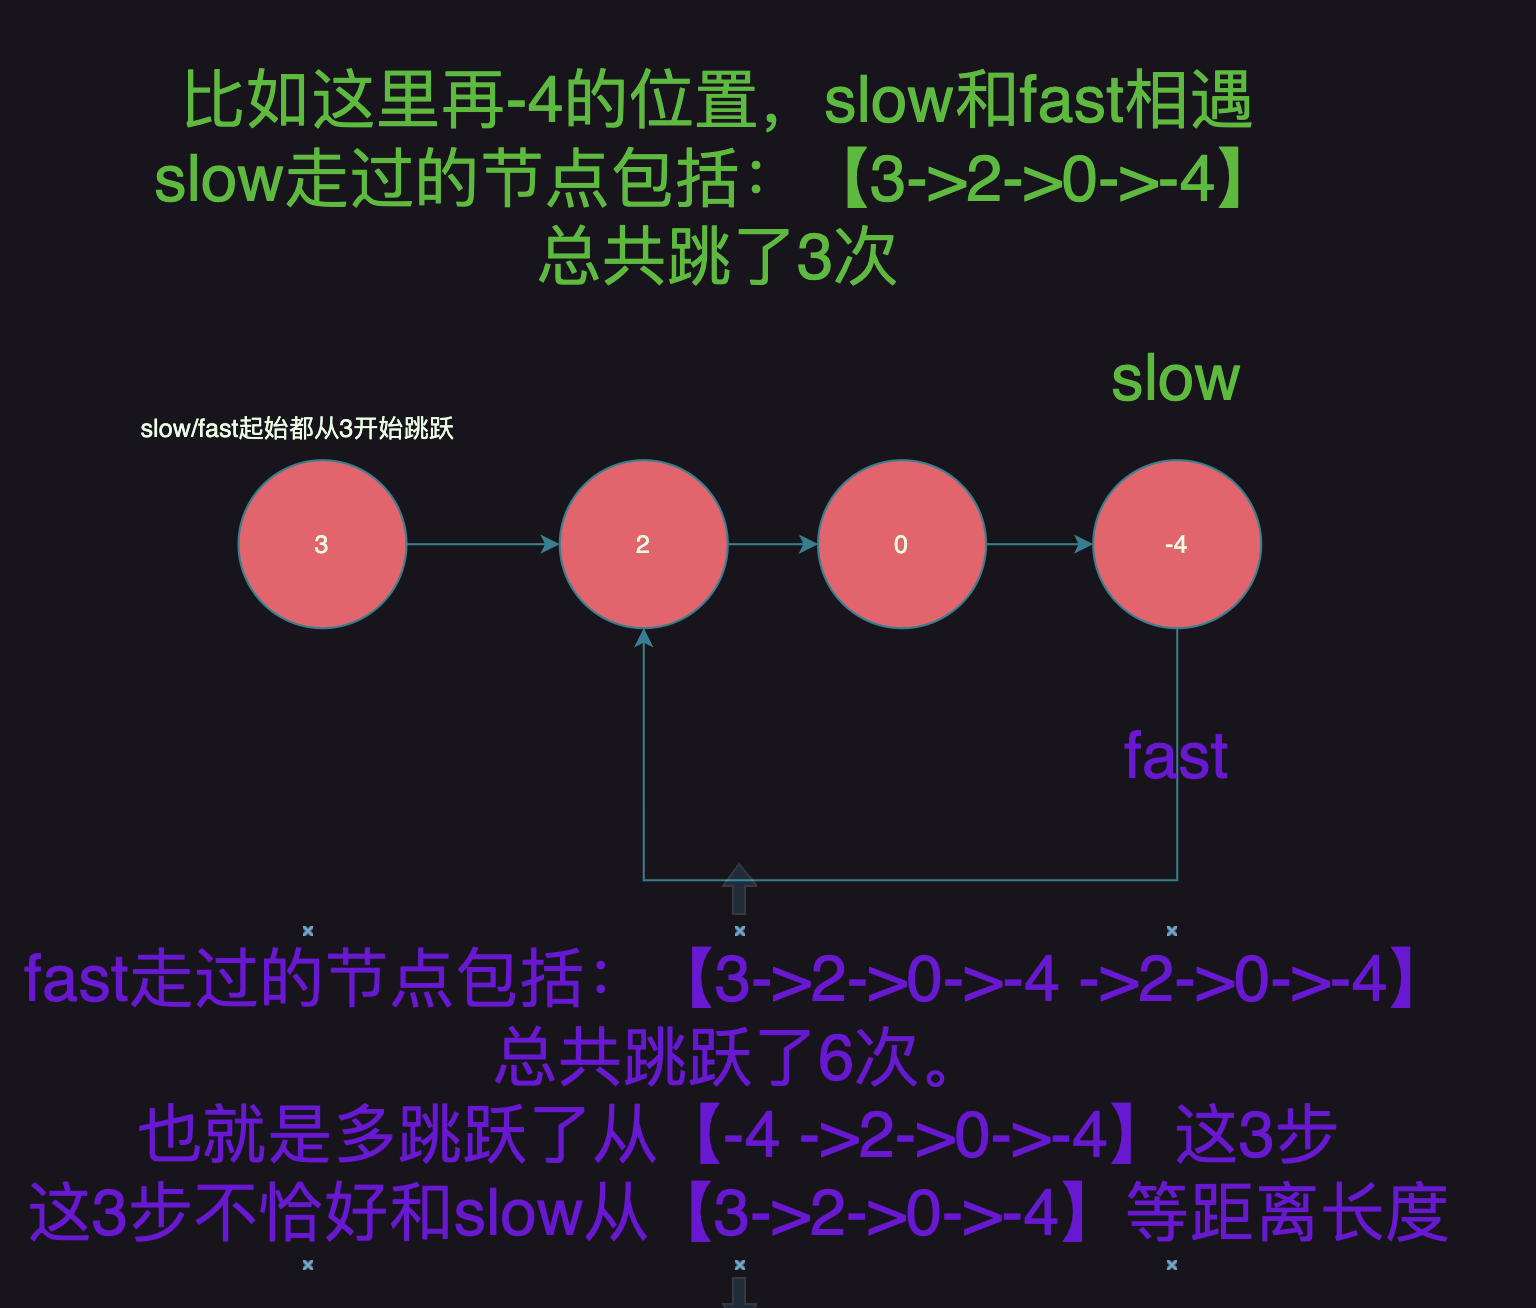 比如这里再-4的位置，slow和fast相遇
slow走过的节点包括：【3->2->0->-4】
总共跳了3次
slow
slow/fast起始都从3开始跳跃
3
2
0
-4
fast
fast走过的节点包括：【3->2->0->-4 ->2->0->-4】
总共跳跃了6次。
也就是多跳跃了从【-4 ->2->0->-4】这3步
这3步不恰好和slow从【3->2->0->-4】等距离长度